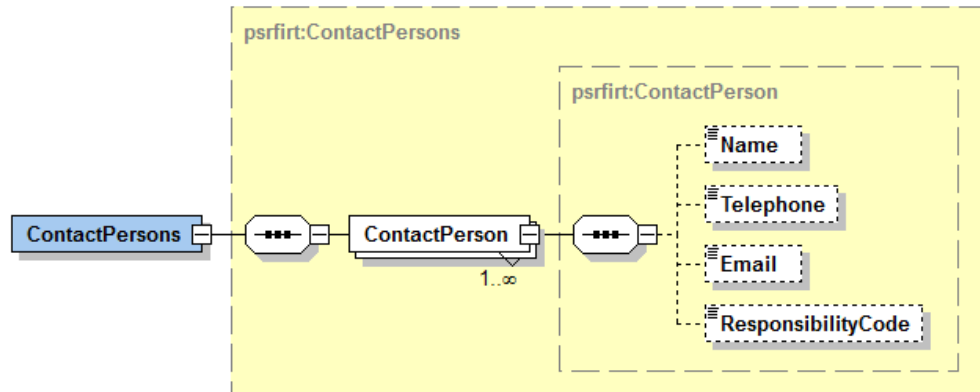 psrfirt:ContactPersons
psrfirt:ContactPerson
Name
Telephone
ContactPersons
ContactPerson
1..∞
Email
ResponsibilityCode